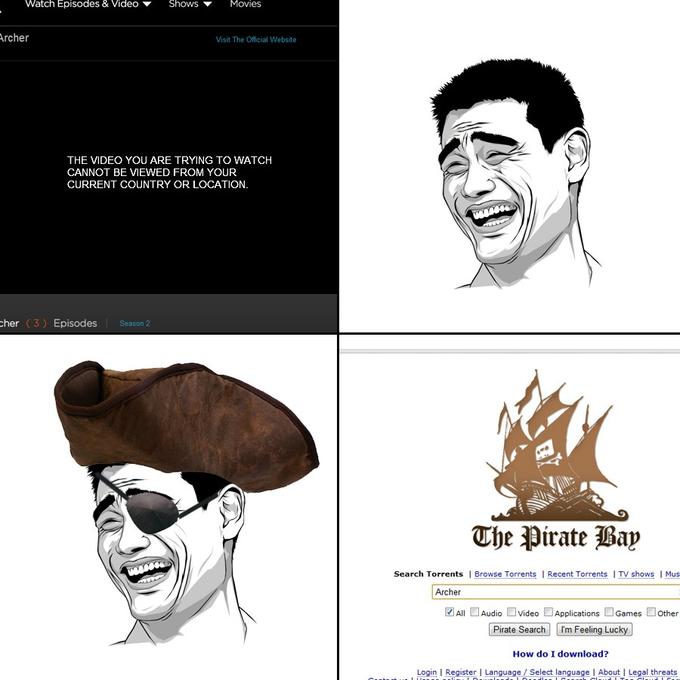 Watch Episodes & Video Shows Movies
Archer Visit The Official Website
THE VIDEO YOU ARE TRYING TO WATCH
CANNOT BE VIEWED FROM YOUR
CURRENT COUNTRY OR LOCATION.
cher ( 3 ) Episodes | Season 2
The Pirate Bay
Search Torrents | Browse Torrents | Recent Torrents | TV shows | Mus
Archer
All Audio Video Applications Games Other
Pirate Search I'm Feeling Lucky
How do I download?
Login | Register | Language / Select language | About | Legal threats